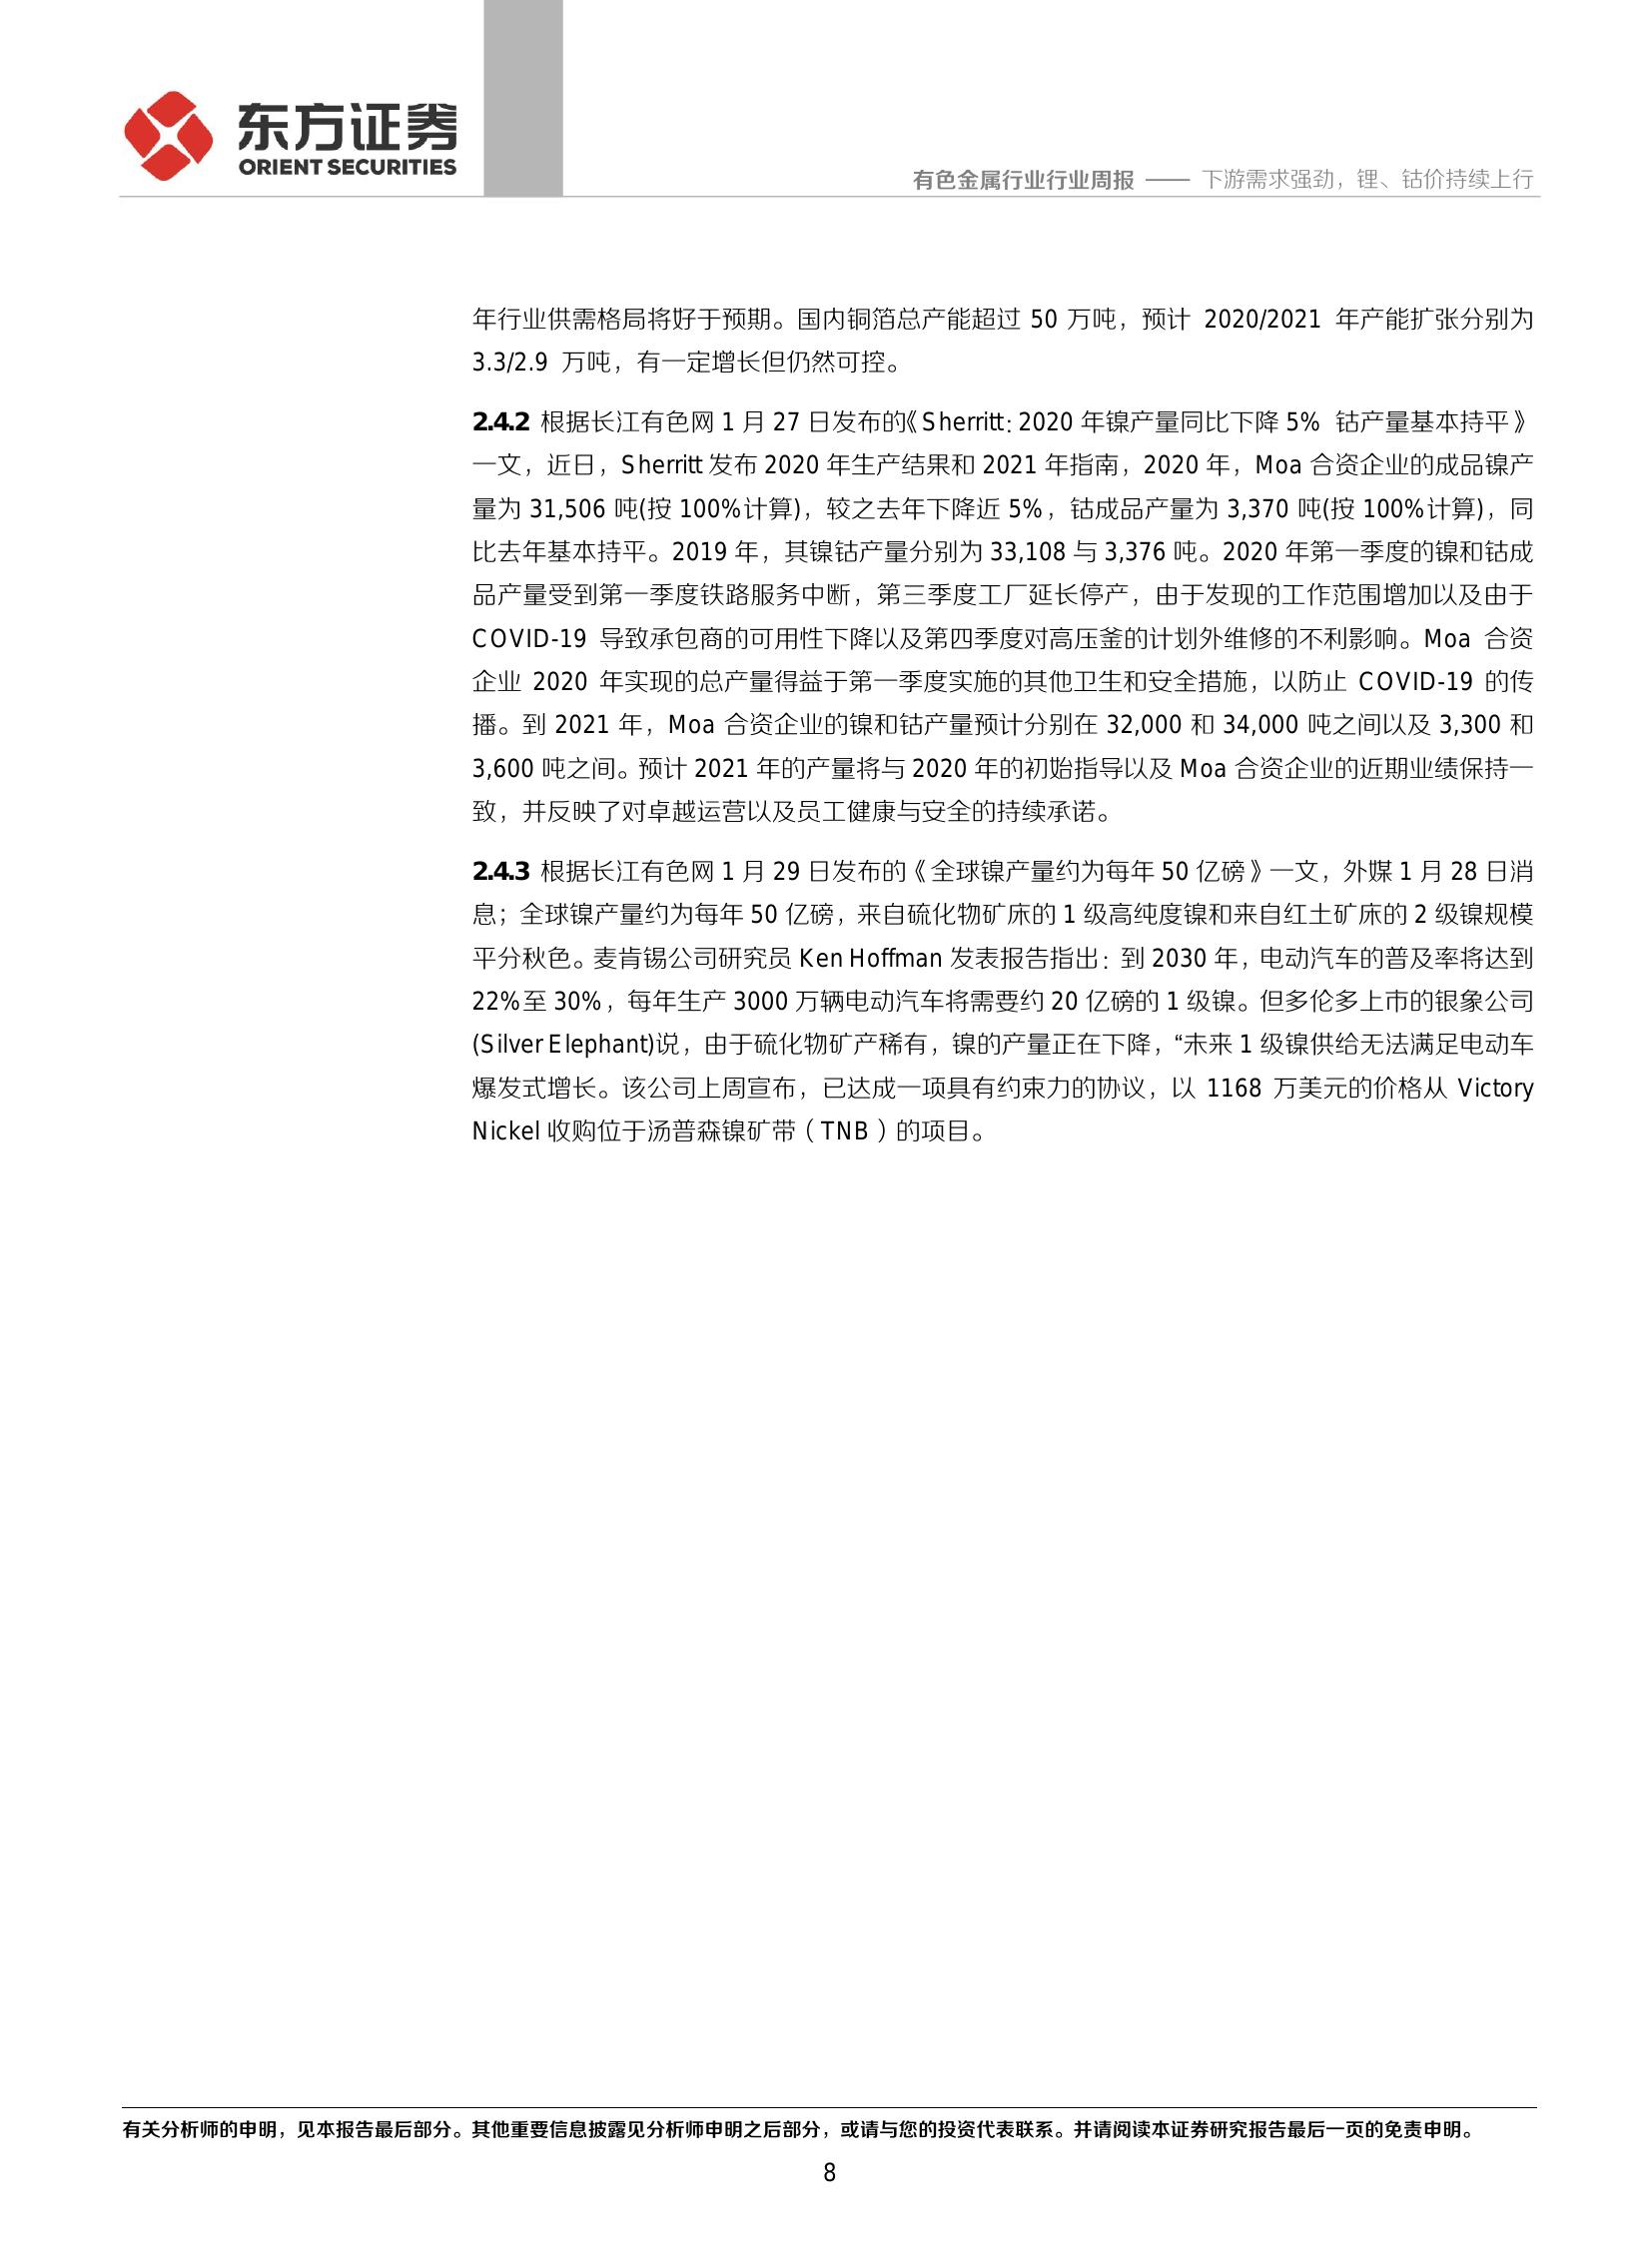 东方证券
ORIENT SECURITIES
有色金属行业行业周报 —— 下游需求强劲，锂、钴价持续上行
年行业供需格局将好于预期。国内铜箔总产能超过 50 万吨，预计 2020/2021 年产能扩张分别为
3.3/2.9 万吨，有一定增长但仍然可控。
2.4.2 根据长江有色网 1 月 27 日发布的《Sherritt：2020 年镍产量同比下降 5% 钴产量基本持平》
一文，近日，Sherritt 发布 2020 年生产结果和 2021 年指南，2020 年，Moa 合资企业的成品镍产
量为 31,506 吨(按 100%计算)，较之去年下降近 5%，钴成品产量为 3,370 吨(按 100%计算)，同
比去年基本持平。2019 年，其镍钴产量分别为 33,108 与 3,376 吨。2020 年第一季度的镍和钴成
品产量受到第一季度铁路服务中断，第三季度工厂延长停产，由于发现的工作范围增加以及由于
COVID-19 导致承包商的可用性下降以及第四季度对高压釜的计划外维修的不利影响。Moa 合资
企业 2020 年实现的总产量得益于第一季度实施的其他卫生和安全措施，以防止 COVID-19 的传
播。到 2021 年，Moa 合资企业的镍和钴产量预计分别在 32,000 和 34,000 吨之间以及 3,300 和
3,600 吨之间。预计 2021 年的产量将与 2020 年的初始指导以及 Moa 合资企业的近期业绩保持一
致，并反映了对卓越运营以及员工健康与安全的持续承诺。
2.4.3 根据长江有色网 1 月 29 日发布的《全球镍产量约为每年 50 亿磅》一文，外媒 1 月 28 日消
息；全球镍产量约为每年 50 亿磅，来自硫化物矿床的 1 级高纯度镍和来自红土矿床的 2 级镍规模
平分秋色。麦肯锡公司研究员 Ken Hoffman 发表报告指出：到 2030 年，电动汽车的普及率将达到
22%至 30%，每年生产 3000 万辆电动汽车将需要约 20 亿磅的 1 级镍。但多伦多上市的银象公司
(Silver Elephant)说，由于硫化物矿产稀有，镍的产量正在下降，“未来 1 级镍供给无法满足电动车
爆发式增长。该公司上周宣布，已达成一项具有约束力的协议，以 1168 万美元的价格从 Victory
Nickel 收购位于汤普森镍矿带（TNB）的项目。
有关分析师的申明，见本报告最后部分。其他重要信息披露见分析师申明之后部分，或请与您的投资代表联系。并请阅读本证券研究报告最后一页的免责申明。
8